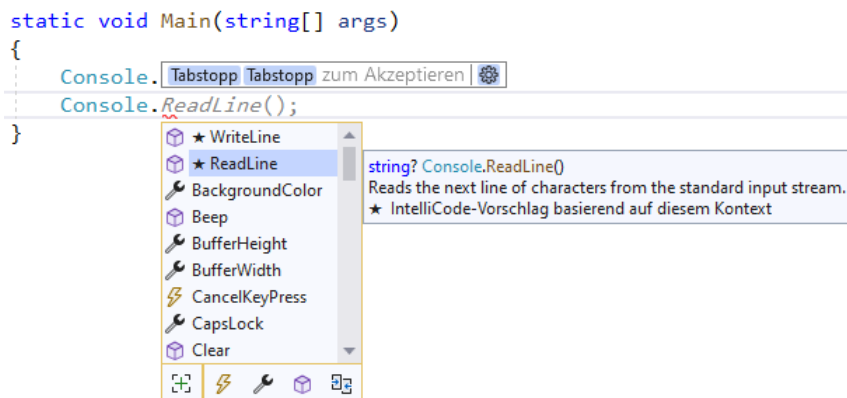 static void Main(string[] args)
{
Console. Tabstopp Tabstopp zum Akzeptieren
Console.ReadLine();
}
★ WriteLine
★ ReadLine
BackgroundColor
Beep
BufferHeight
BufferWidth
CancelKeyPress
CapsLock
Clear
string? Console.ReadLine()
Reads the next line of characters from the standard input stream.
★ IntelliCode-Vorschlag basierend auf diesem Kontext